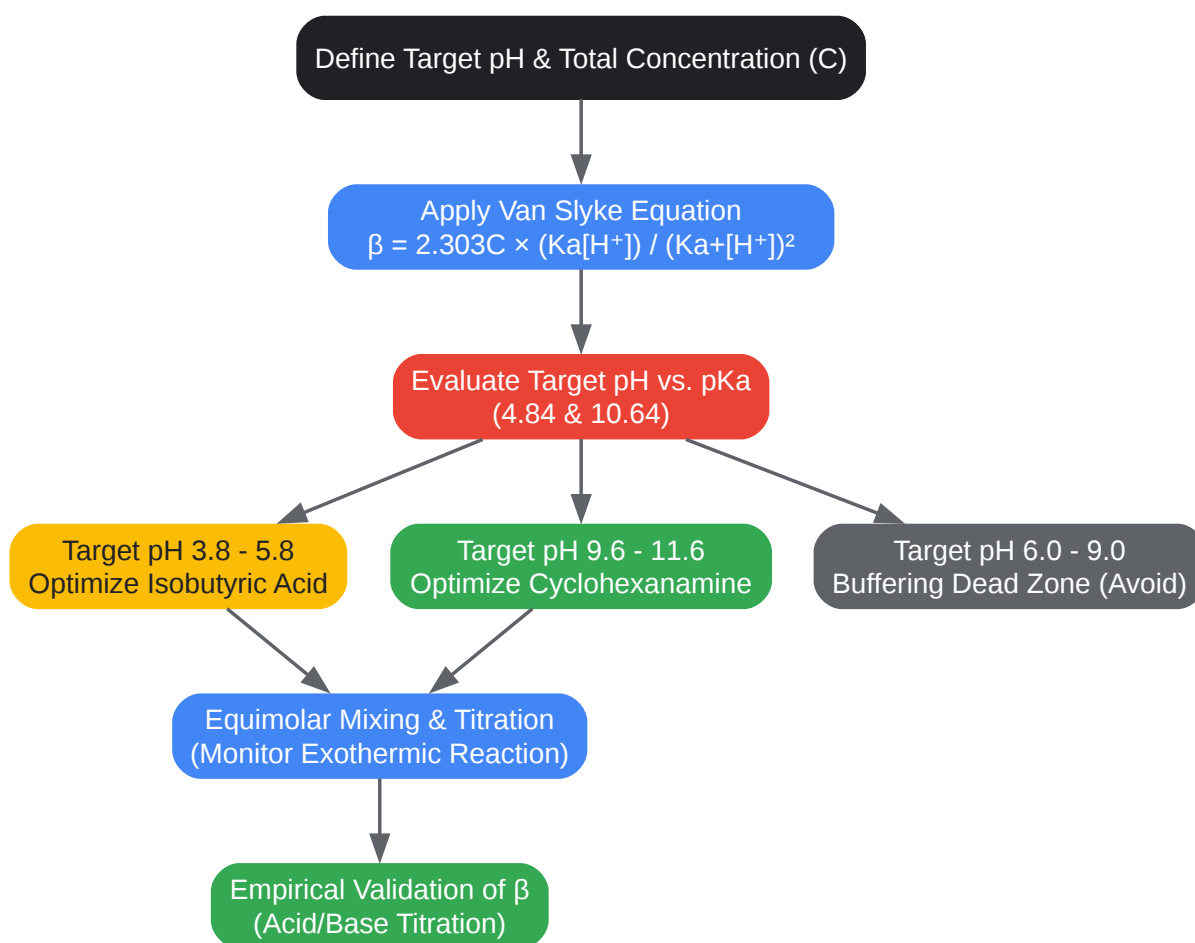 Define Target pH & Total Concentration (C)
Apply Van Slyke Equation
β = 2.303C × (Ka[H⁺]) / (Ka+[H⁺])²
Evaluate Target pH vs. pKa
(4.84 & 10.64)
Target pH 3.8 - 5.8
Optimize Isobutyric Acid
Target pH 9.6 - 11.6
Optimize Cyclohexanamine
Target pH 6.0 - 9.0
Buffering Dead Zone (Avoid)
Equimolar Mixing & Titration
(Monitor Exothermic Reaction)
Empirical Validation of β
(Acid/Base Titration)